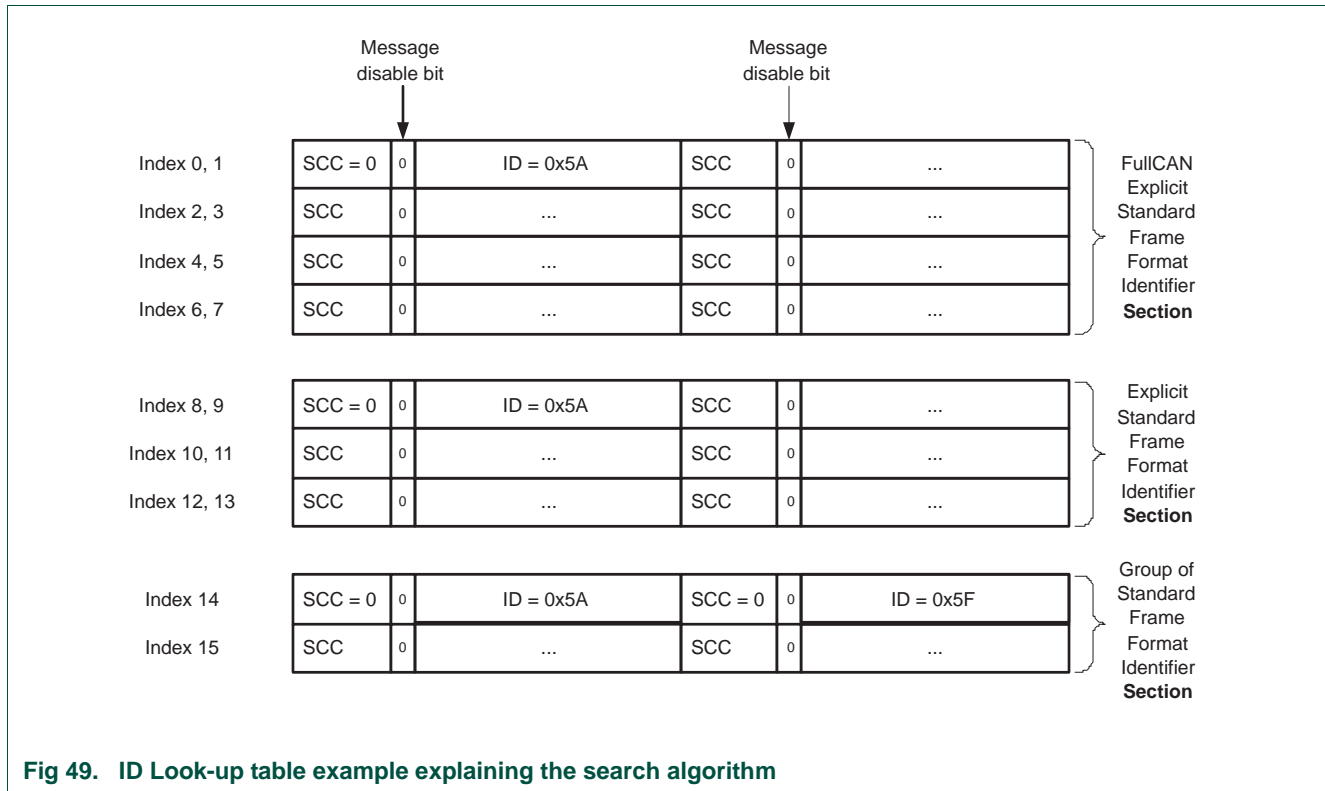 Message
disable bit
Message
disable bit
Index 0, 1 SCC = 0 0 ID = 0x5A SCC 0 ...
Index 2, 3 SCC 0 ... SCC 0 ...
Index 4, 5 SCC 0 ... SCC 0 ...
Index 6, 7 SCC 0 ... SCC 0 ...
FullCAN
Explicit
Standard
Frame
Format
Identifier
Section
Index 8, 9 SCC = 0 0 ID = 0x5A SCC 0 ...
Index 10, 11 SCC 0 ... SCC 0 ...
Index 12, 13 SCC 0 ... SCC 0 ...
Explicit
Standard
Frame
Format
Identifier
Section
Index 14 SCC = 0 0 ID = 0x5A SCC = 0 0 ID = 0x5F
Index 15 SCC 0 ... SCC 0 ...
Group of
Standard
Frame
Format
Identifier
Section
Fig 49. ID Look-up table example explaining the search algorithm